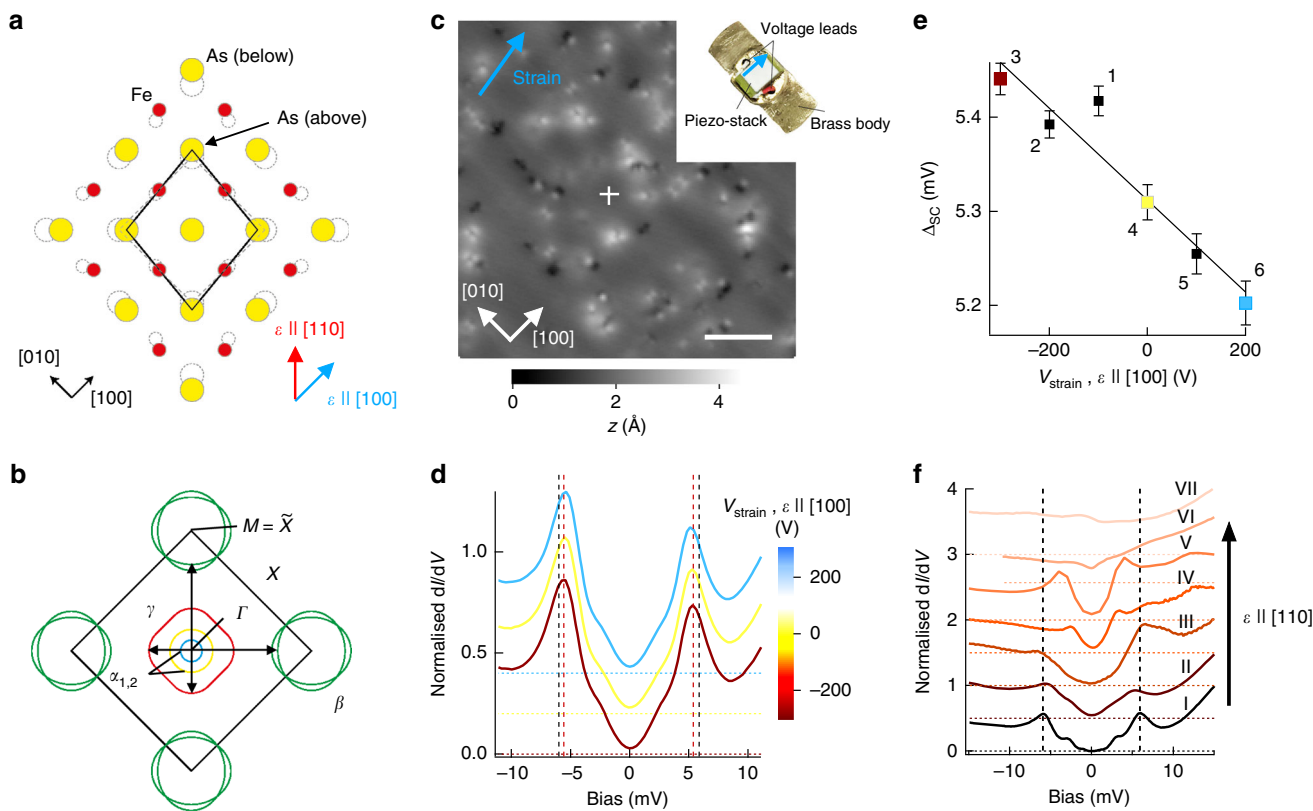 a
As (below)
Fe
As (above)
[010]
[100]
ε || [110]
ε || [100]
b
M = X̃
X
γ
Γ
α1,2
β
c
Strain
Voltage leads
Piezo-stack
Brass body
[010]
[100]
0
2
4
z (Å)
d
1.0
0.5
0.0
Normalised dI/dV
−10
−5
0
5
10
Bias (mV)
Vstrain , ε || [100]
(V)
200
0
−200
e
3
1
2
4
5
6
5.4
5.3
5.2
ΔSC (mV)
−200
0
200
Vstrain , ε || [100] (V)
f
4
3
2
1
0
Normalised dI/dV
VII
VI
V
IV
III
II
I
ε || [110]
−10
0
10
Bias (mV)